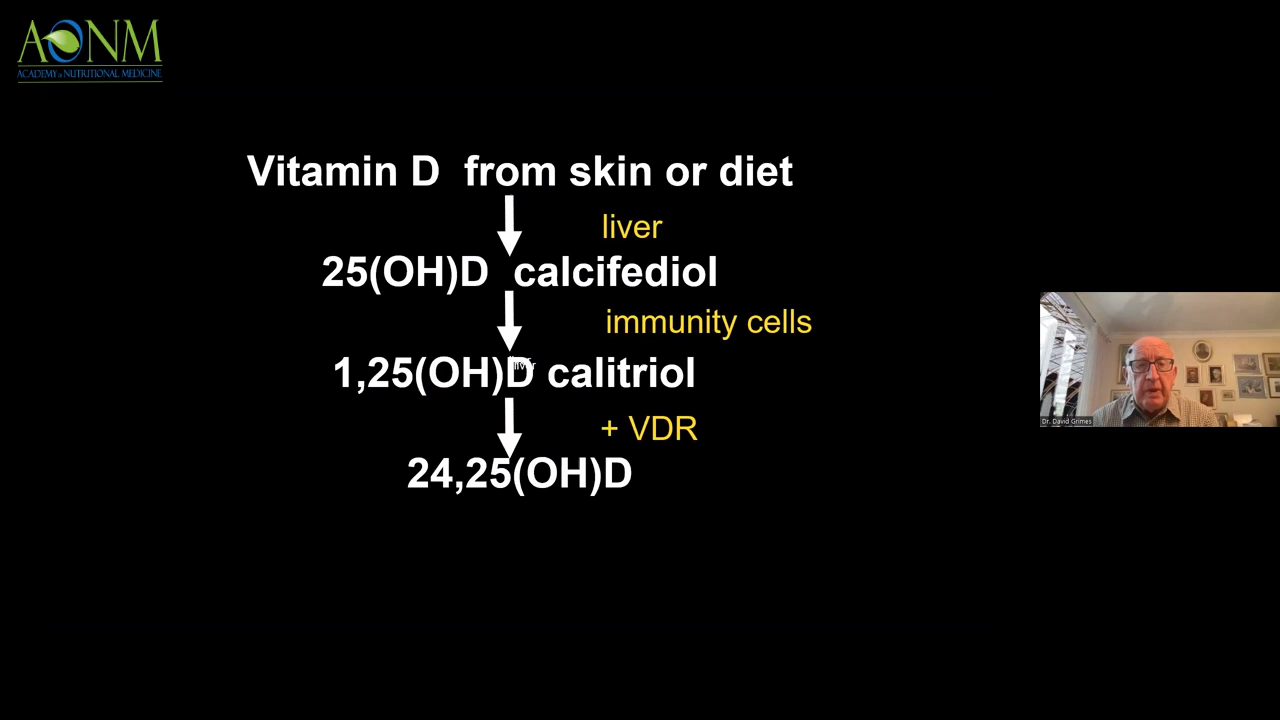 AONM
ACADEMY of NUTRITIONAL MEDICINE
Vitamin D from skin or diet
liver
25(OH)D calcifediol
immunity cells
liver
1,25(OH)D calitriol
+ VDR
24,25(OH)D
Dr. David Grimes